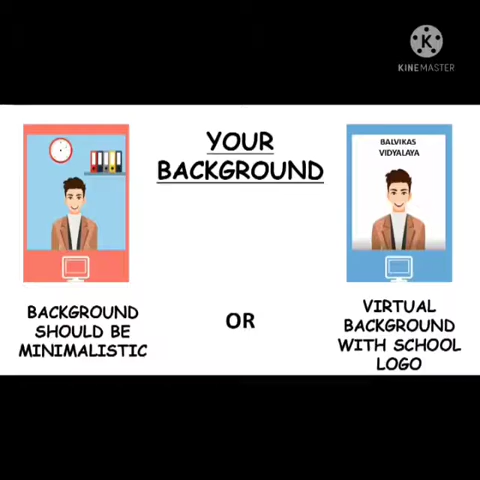 KINEMASTER
YOUR
BACKGROUND
BALVIKAS
VIDYALAYA
BACKGROUND
SHOULD BE
MINIMALISTIC
OR
VIRTUAL
BACKGROUND
WITH SCHOOL
LOGO